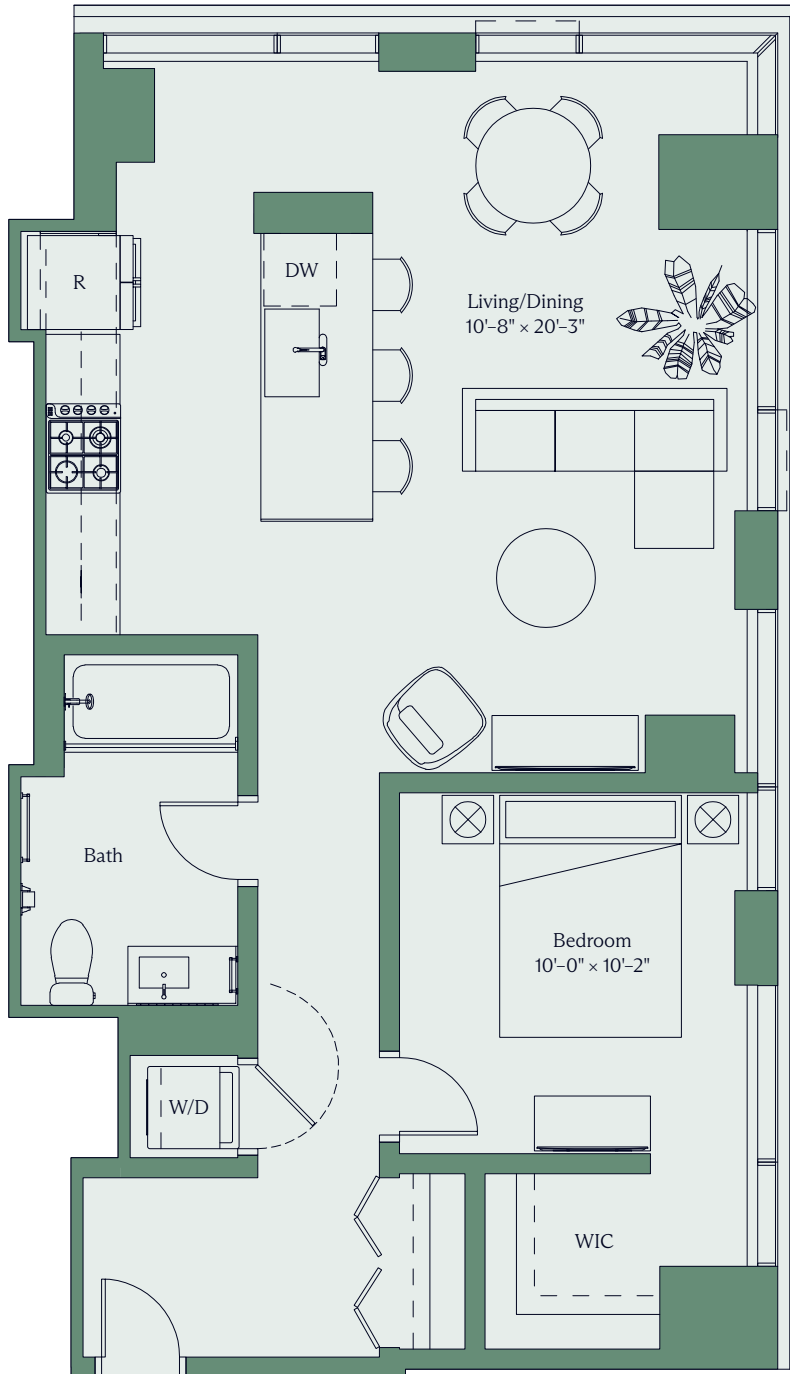 R
DW
Living/Dining
10'-8" × 20'-3"
Bath
Bedroom
10'-0" × 10'-2"
W/D
WIC